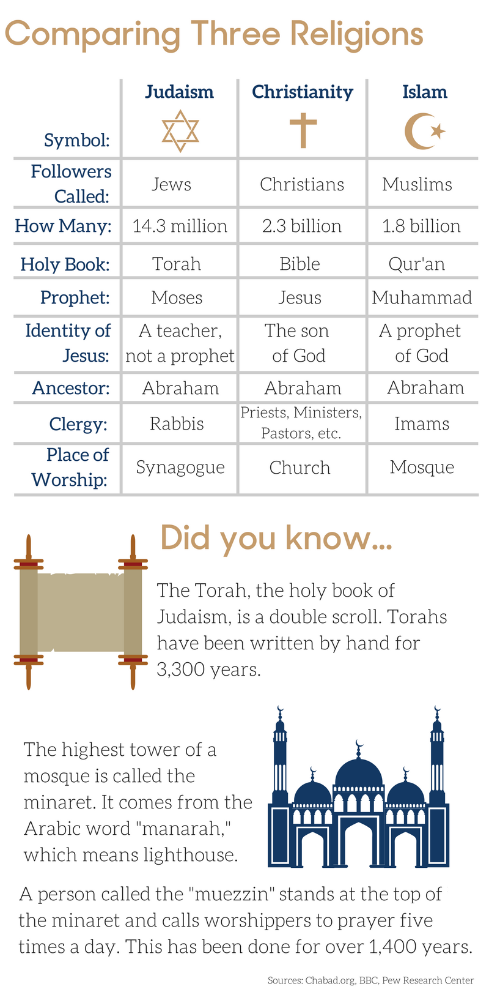 Comparing Three Religions
Judaism Christianity Islam
Symbol:
Followers Called: Jews Christians Muslims
How Many: 14.3 million 2.3 billion 1.8 billion
Holy Book: Torah Bible Qur'an
Prophet: Moses Jesus Muhammad
Identity of Jesus: A teacher, not a prophet The son of God A prophet of God
Ancestor: Abraham Abraham Abraham
Clergy: Rabbis Priests, Ministers, Pastors, etc. Imams
Place of Worship: Synagogue Church Mosque
Did you know...
The Torah, the holy book of
Judaism, is a double scroll. Torahs
have been written by hand for
3,300 years.
The highest tower of a
mosque is called the
minaret. It comes from the
Arabic word "manarah,"
which means lighthouse.
A person called the "muezzin" stands at the top of
the minaret and calls worshippers to prayer five
times a day. This has been done for over 1,400 years.
Sources: Chabad.org, BBC, Pew Research Center